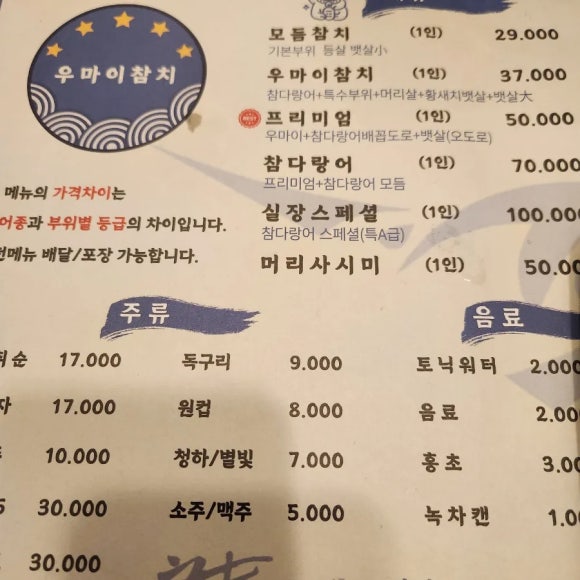 우마이참치
모듬참치 (1인) 29.000
기본부위 등살 뱃살小
우마이참치 (1인) 37.000
참다랑어+특수부위+머리살+황새치뱃살+뱃살大
BEST 프리미엄 (1인) 50.000
우마이+참다랑어배꼽도로+뱃살(오도로)
참다랑어 (1인) 70.000
프리미엄+참다랑어 모듬
실장스페셜 (1인) 100.000
참다랑어 스페셜(특A급)
머리사시미 (1인) 50.00
메뉴의 가격차이는
어종과 부위별 등급의 차이입니다.
전메뉴 배달/포장 가능합니다.
주류
음료
17.000 독구리 9.000 토닉워터 2.000
17.000 원컵 8.000 음료 2.00
10.000 청하/별빛 7.000 홍초 3.00
30.000 소주/맥주 5.000 녹차캔 1.0
30.000